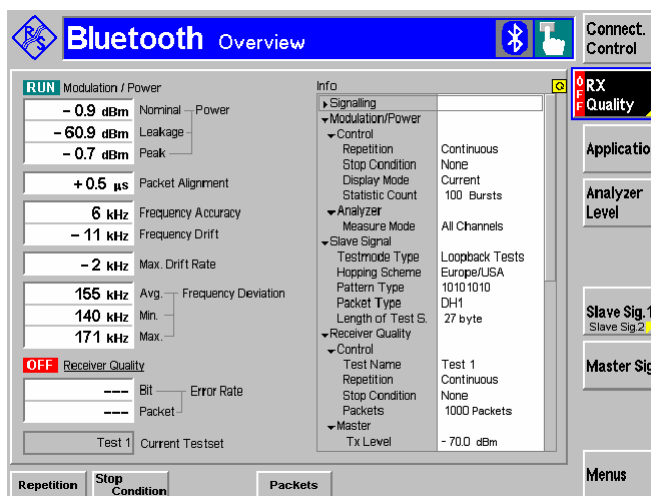 R S
Bluetooth Overview
Connect.
Control
RUN Modulation / Power
- 0.9 dBm Nominal Power
- 60.9 dBm Leakage
- 0.7 dBm Peak
+ 0.5 µs Packet Alignment
6 kHz Frequency Accuracy
- 11 kHz Frequency Drift
- 2 kHz Max. Drift Rate
155 kHz Avg. Frequency Deviation
140 kHz Min.
171 kHz Max.
OFF Receiver Quality
--- Bit Error Rate
--- Packet
Test 1 Current Testset
Info
Signalling
Modulation/Power
Control
Repetition Continuous
Stop Condition None
Display Mode Current
Statistic Count 100 Bursts
Analyzer
Measure Mode All Channels
Slave Signal
Testmode Type Loopback Tests
Hopping Scheme Europe/USA
Pattern Type 10101010
Packet Type DH1
Length of Test S. 27 byte
Receiver Quality
Control
Test Name Test 1
Repetition Continuous
Stop Condition None
Packets 1000 Packets
Master
Tx Level - 70.0 dBm
OFF
RX
Quality
Applicatio
Analyzer
Level
Slave Sig.1
Slave Sig.2
Master Sig
Menus
Repetition
Stop
Condition
Packets